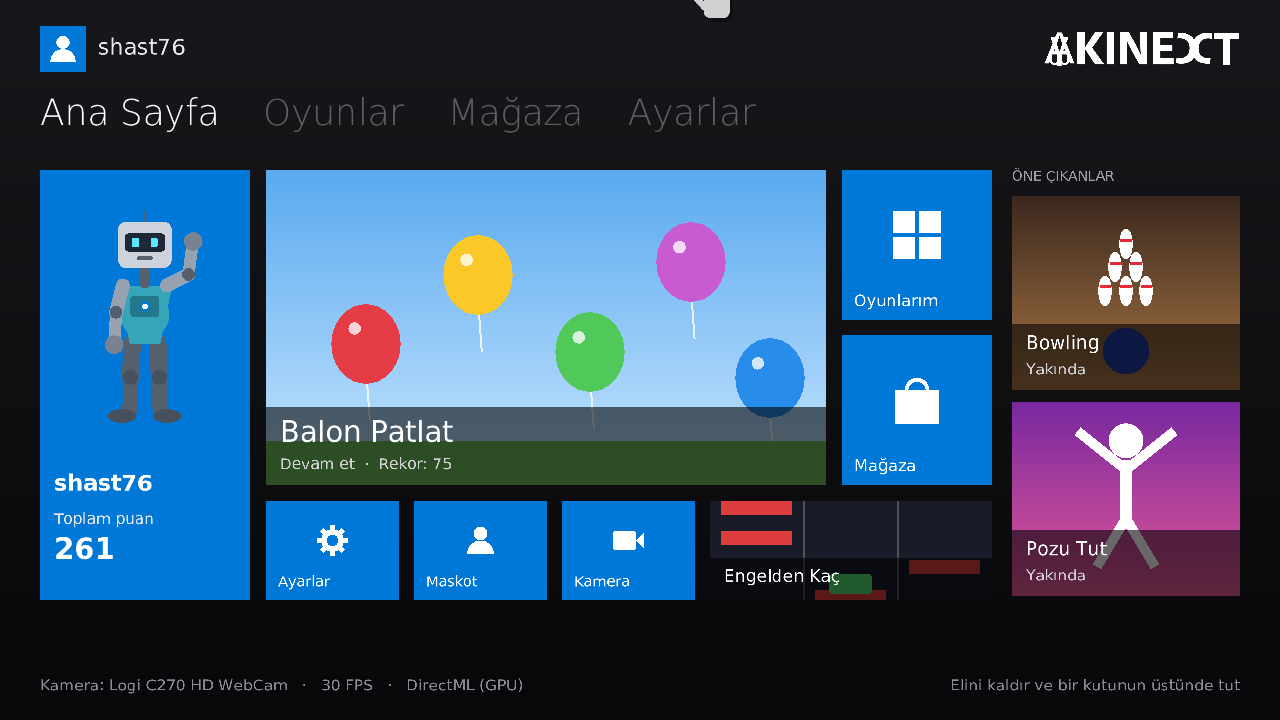 shast76
AKINEXT
Ana Sayfa Oyunlar Mağaza Ayarlar
ÖNE ÇIKANLAR
shast76
Toplam puan
261
Balon Patlat
Devam et · Rekor: 75
Oyunlarım
Mağaza
Ayarlar
Maskot
Kamera
Engelden Kaç
Bowling
Yakında
Pozu Tut
Yakında
Kamera: Logi C270 HD WebCam · 30 FPS · DirectML (GPU)
Elini kaldır ve bir kutunun üstünde tut